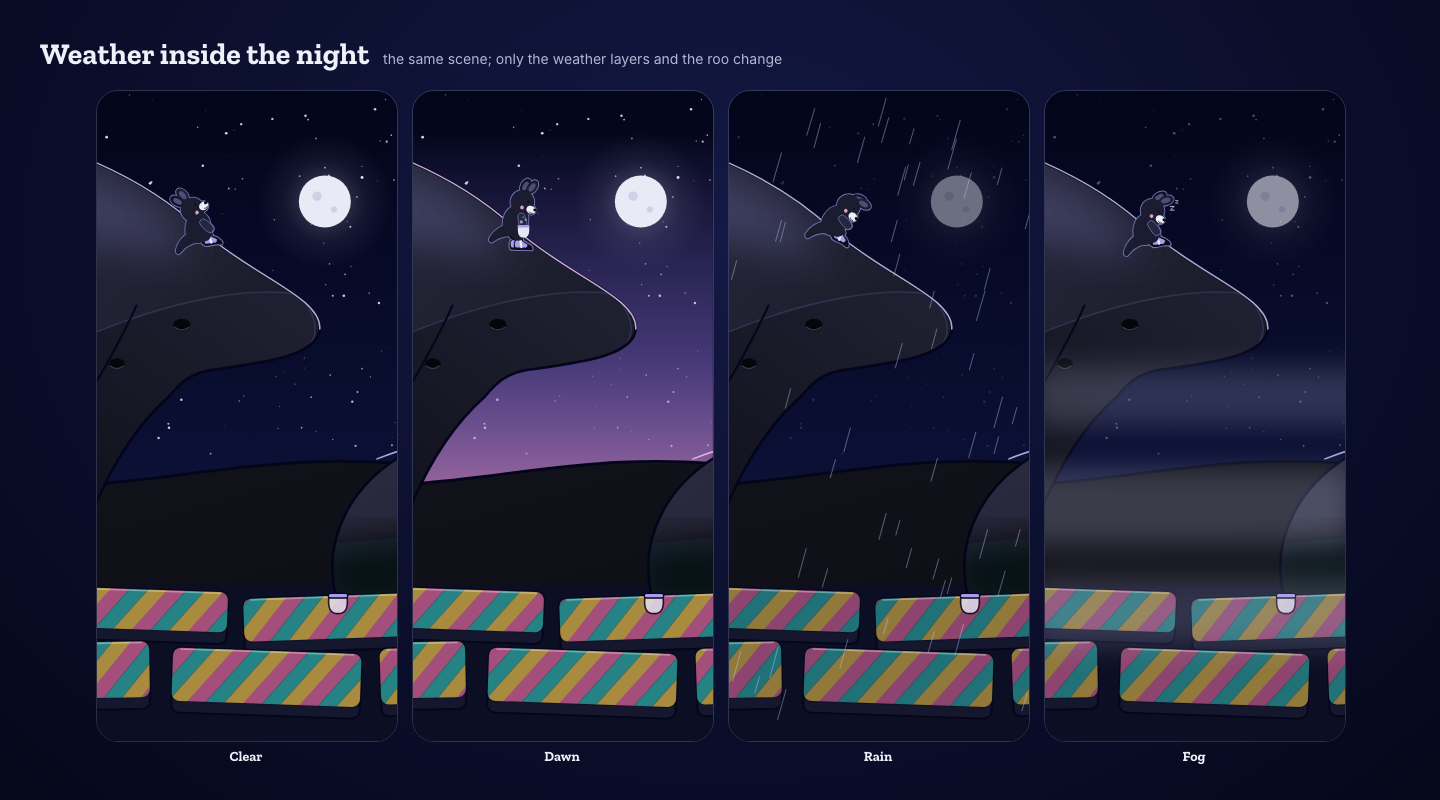 Weather inside the night the same scene; only the weather layers and the roo change
z z
Clear Dawn Rain Fog